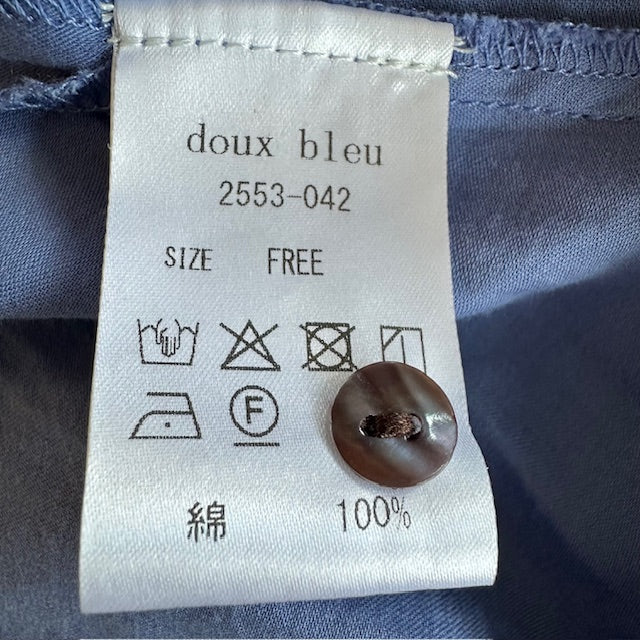 doux bleu
2553-042
SIZE FREE
F
綿 100%